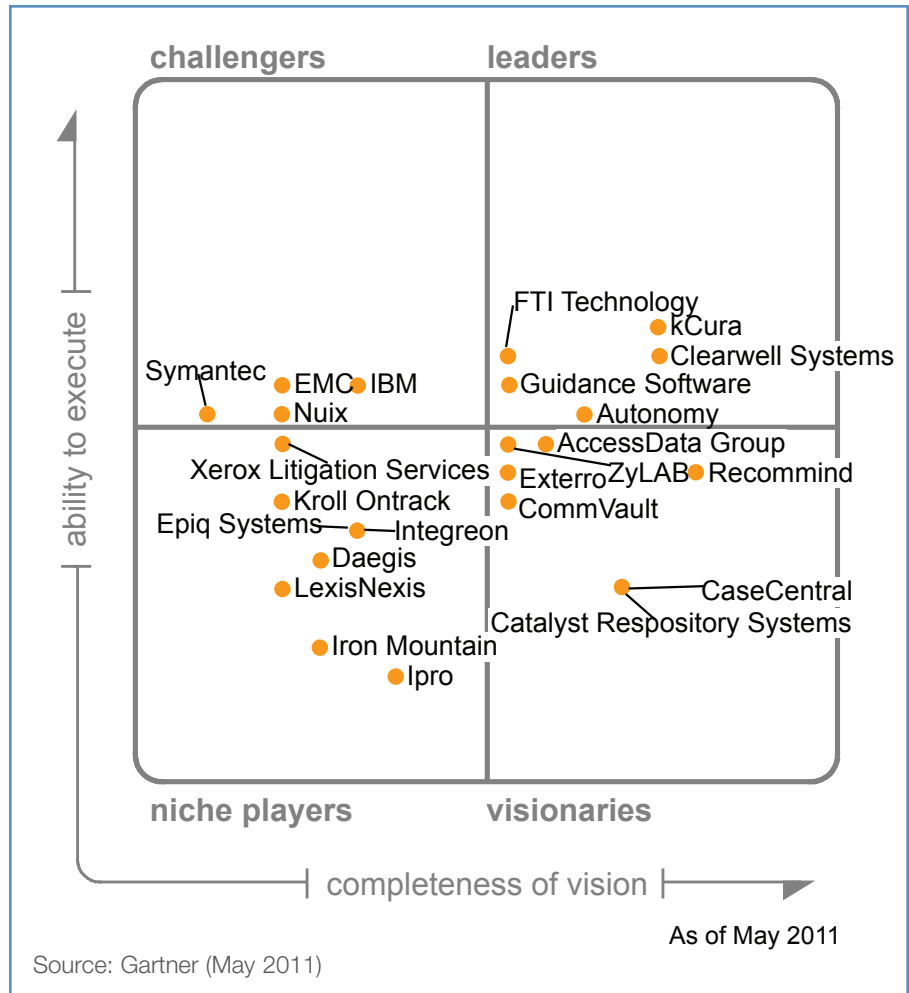 challengers
leaders
ability to execute
FTI Technology
kCura
Clearwell Systems
Symantec
EMC
IBM
Guidance Software
Nuix
Autonomy
AccessData Group
Xerox Litigation Services
Exterro
ZyLAB
Recommind
Kroll Ontrack
CommVault
Epiq Systems
Integreon
Daegis
LexisNexis
CaseCentral
Catalyst Respository Systems
Iron Mountain
Ipro
niche players
visionaries
completeness of vision
As of May 2011
Source: Gartner (May 2011)